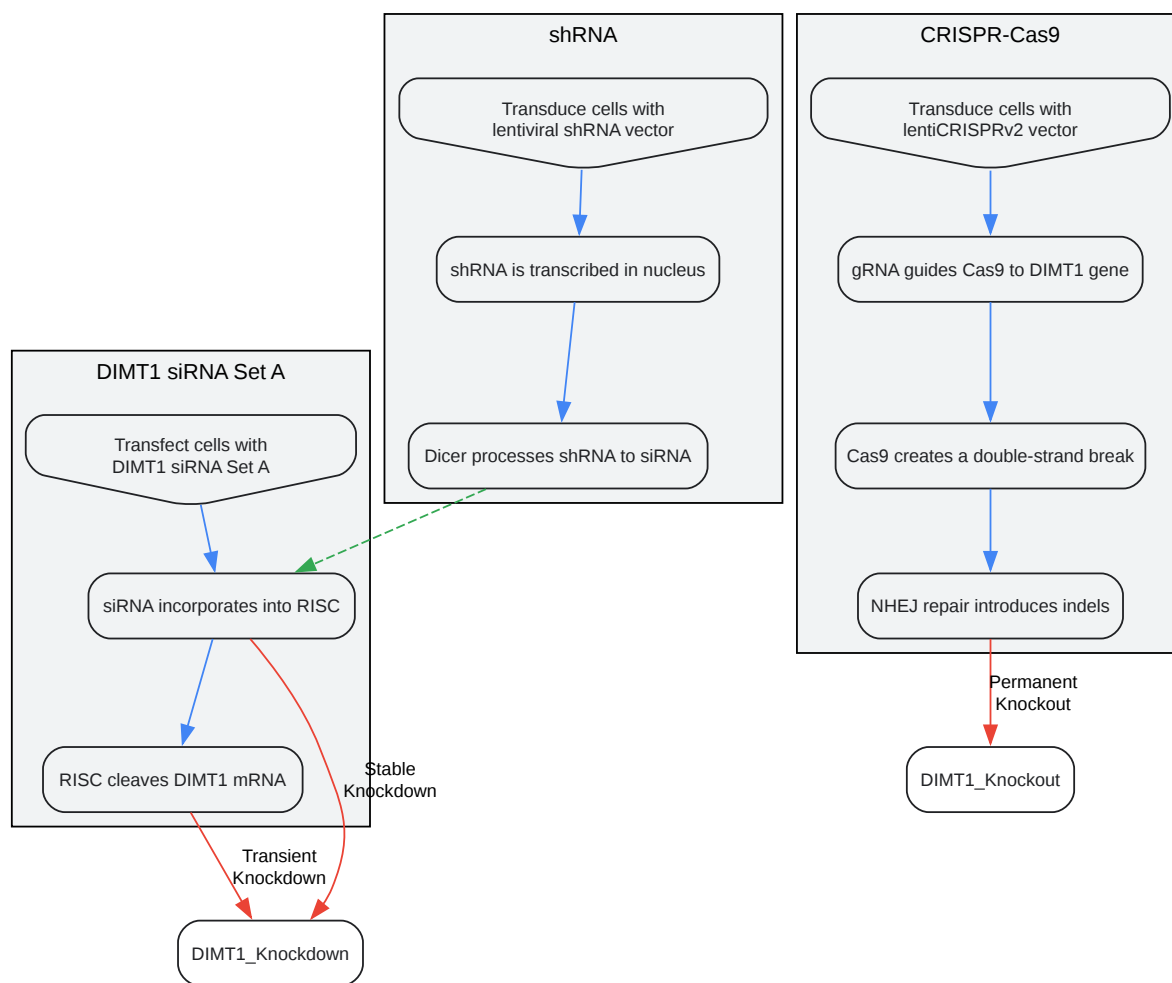 shRNA
Transduce cells with
lentiviral shRNA vector
shRNA is transcribed in nucleus
Dicer processes shRNA to siRNA
CRISPR-Cas9
Transduce cells with
lentiCRISPRv2 vector
gRNA guides Cas9 to DIMT1 gene
Cas9 creates a double-strand break
NHEJ repair introduces indels
Permanent
Knockout
DIMT1_Knockout
DIMT1 siRNA Set A
Transfect cells with
DIMT1 siRNA Set A
siRNA incorporates into RISC
RISC cleaves DIMT1 mRNA
Stable
Knockdown
Transient
Knockdown
DIMT1_Knockdown